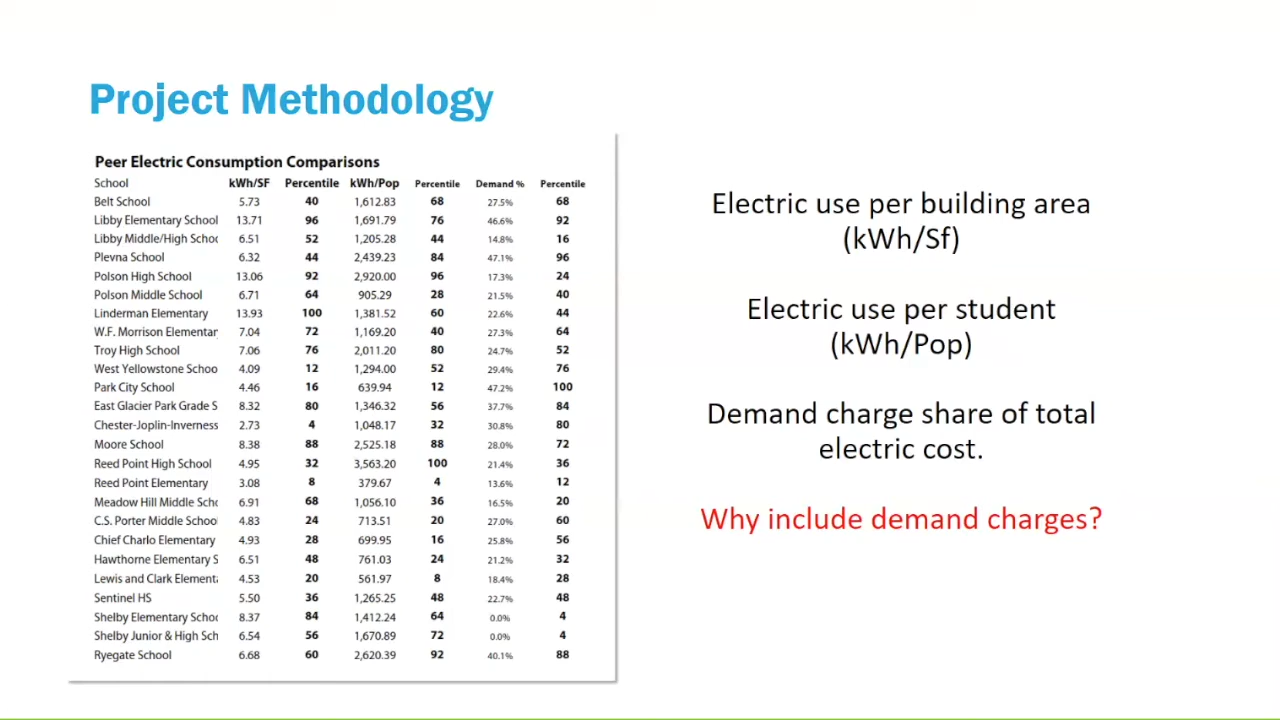 Project Methodology
Peer Electric Consumption Comparisons
School kWh/SF Percentile kWh/Pop Percentile Demand % Percentile
Belt School 5.73 40 1,612.83 68 27.5% 68
Libby Elementary School 13.71 96 1,691.79 76 46.6% 92
Libby Middle/High Schoc 6.51 52 1,205.28 44 14.8% 16
Plevna School 6.32 44 2,439.23 84 47.1% 96
Polson High School 13.06 92 2,920.00 96 17.3% 24
Polson Middle School 6.71 64 905.29 28 21.5% 40
Linderman Elementary 13.93 100 1,381.52 60 22.6% 44
W.F. Morrison Elementar 7.04 72 1,169.20 40 27.3% 64
Troy High School 7.06 76 2,011.20 80 24.7% 52
West Yellowstone Schoo 4.09 12 1,294.00 52 29.4% 76
Park City School 4.46 16 639.94 12 47.2% 100
East Glacier Park Grade S 8.32 80 1,346.32 56 37.7% 84
Chester-Joplin-Inverness 2.73 4 1,048.17 32 30.8% 80
Moore School 8.38 88 2,525.18 88 28.0% 72
Reed Point High School 4.95 32 3,563.20 100 21.4% 36
Reed Point Elementary 3.08 8 379.67 4 13.6% 12
Meadow Hill Middle Schc 6.91 68 1,056.10 36 16.5% 20
C.S. Porter Middle Schoo 4.83 24 713.51 20 27.0% 60
Chief Charlo Elementary 4.93 28 699.95 16 25.8% 56
Hawthorne Elementary S 6.51 48 761.03 24 21.2% 32
Lewis and Clark Elementa 4.53 20 561.97 8 18.4% 28
Sentinel HS 5.50 36 1,265.25 48 22.7% 48
Shelby Elementary Schoc 8.37 84 1,412.24 64 0.0% 4
Shelby Junior & High Sch 6.54 56 1,670.89 72 0.0% 4
Ryegate School 6.68 60 2,620.39 92 40.1% 88
Electric use per building area
(kWh/Sf)
Electric use per student
(kWh/Pop)
Demand charge share of total
electric cost.
Why include demand charges?